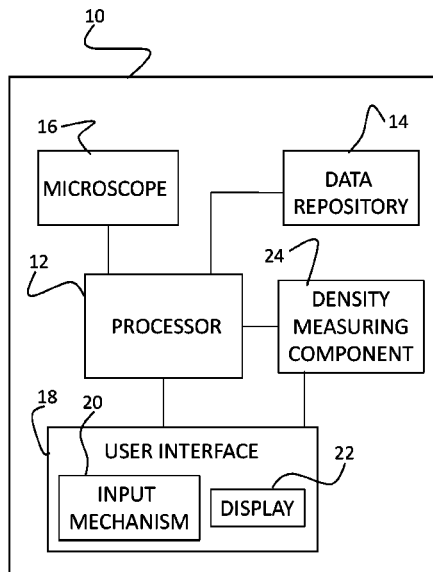 10
16
14
MICROSCOPE
DATA
REPOSITORY
12
24
PROCESSOR
DENSITY
MEASURING
COMPONENT
18
20
USER INTERFACE
22
INPUT
MECHANISM
DISPLAY